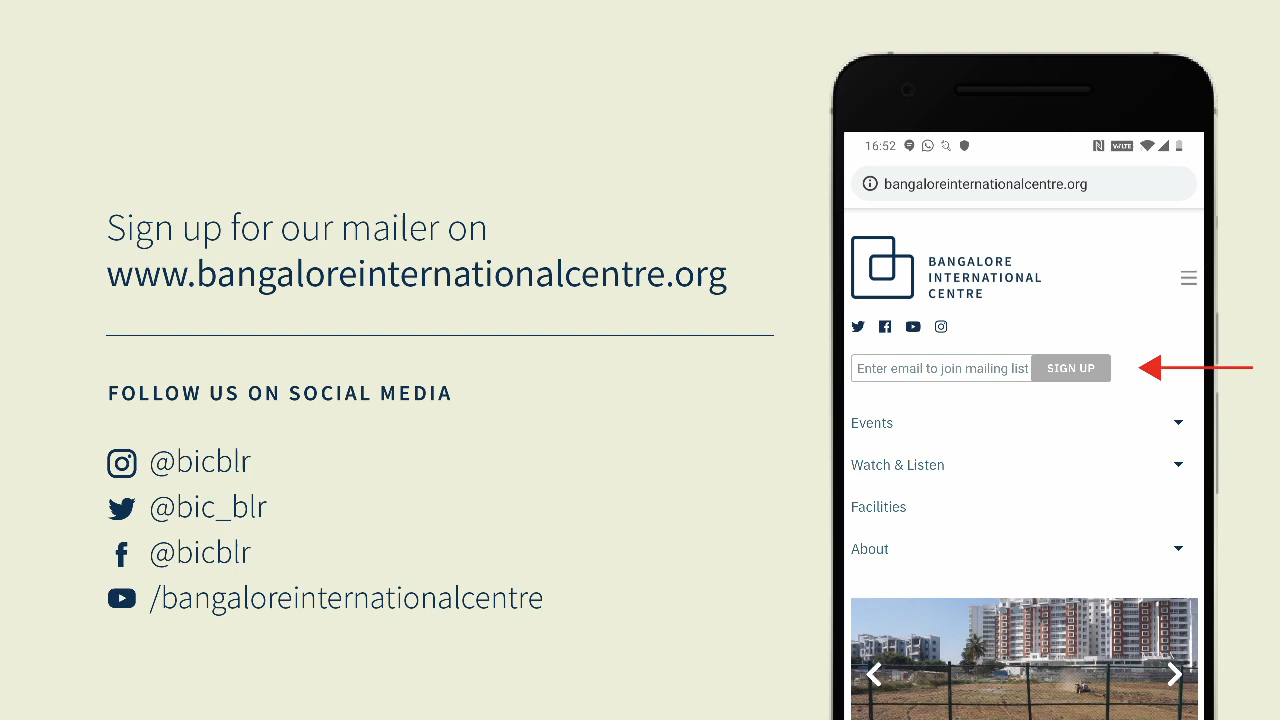 Sign up for our mailer on
www.bangaloreinternationalcentre.org
FOLLOW US ON SOCIAL MEDIA
@bicblr
@bic_blr
@bicblr
/bangaloreinternationalcentre
16:52
VoLTE
bangaloreinternationalcentre.org
BANGALORE
INTERNATIONAL
CENTRE
Enter email to join mailing list
SIGN UP
Events
Watch & Listen
Facilities
About